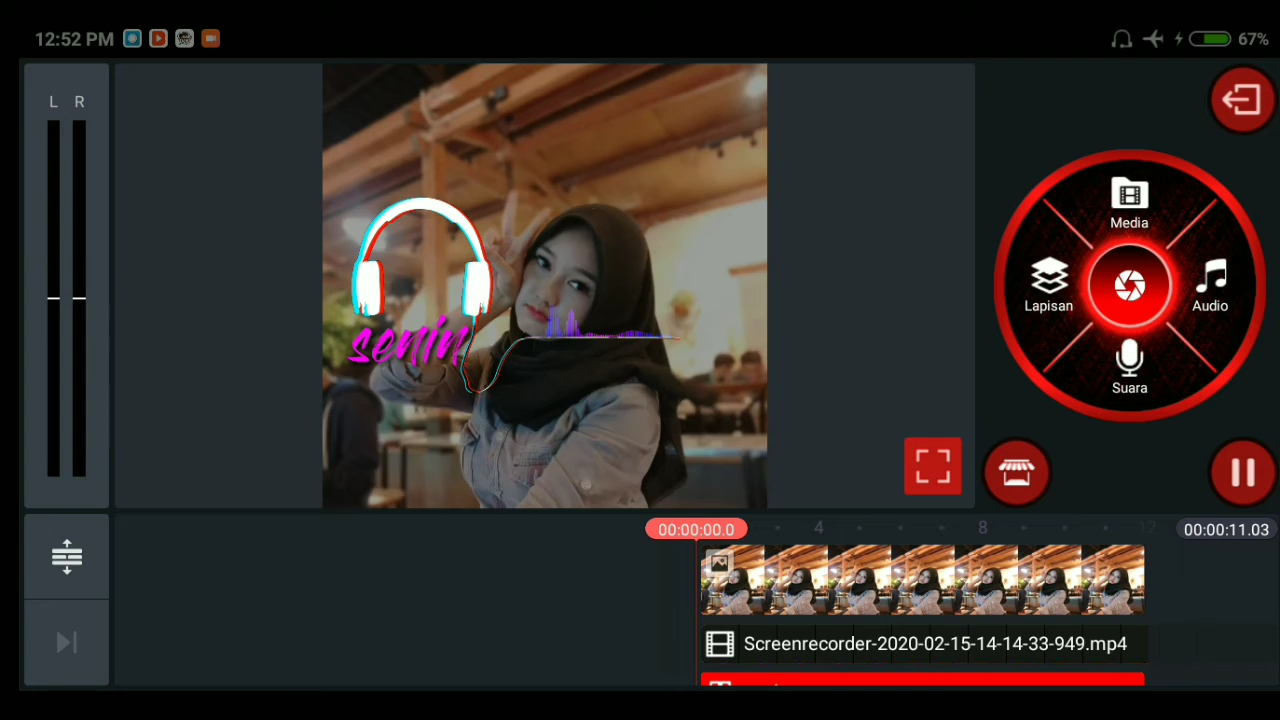 12:52 PM
67%
L R
Media
Lapisan
Audio
Suara
senin
00:00:00.0
4
8
12
00:00:11.03
Screenrecorder-2020-02-15-14-14-33-949.mp4